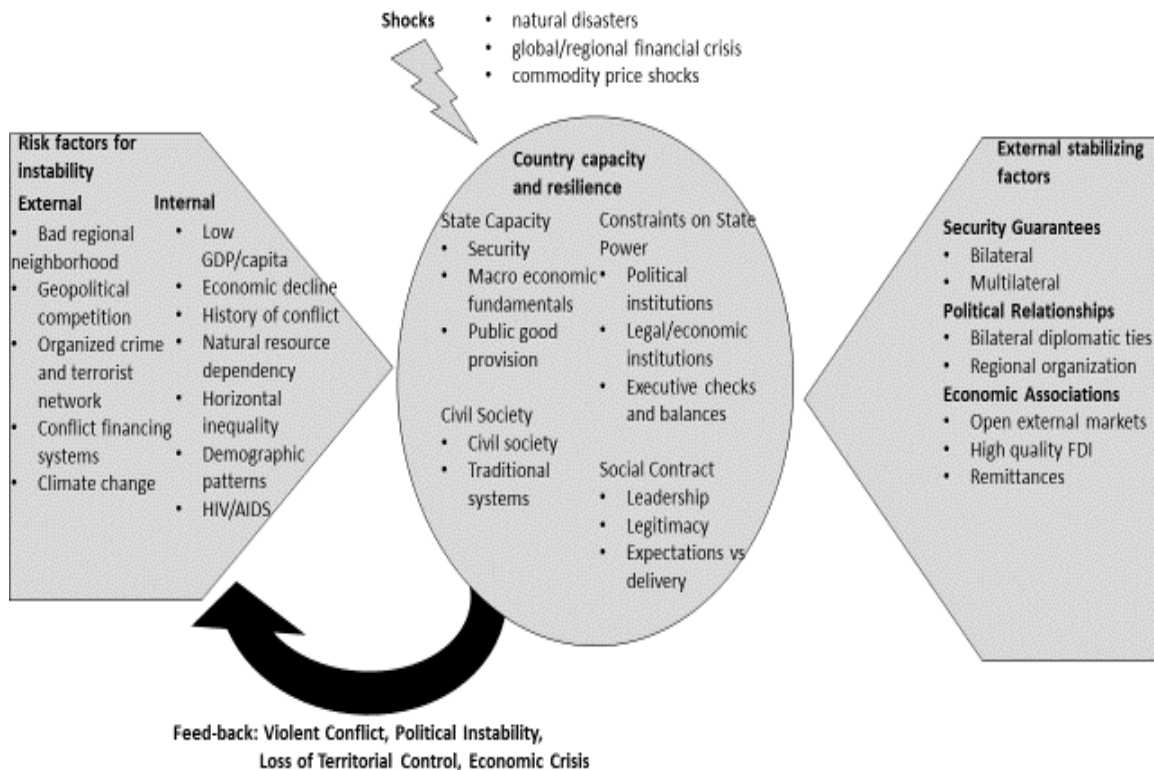 Shocks
• natural disasters
• global/regional financial crisis
• commodity price shocks
Risk factors for
instability
External
• Bad regional
neighborhood
• Geopolitical
competition
• Organized crime
and terrorist
network
• Conflict financing
systems
• Climate change
Internal
• Low
GDP/capita
• Economic decline
• History of conflict
• Natural resource
dependency
• Horizontal
inequality
• Demographic
patterns
• HIV/AIDS
Country capacity
and resilience
State Capacity
• Security
• Macro economic
fundamentals
• Public good
provision
Civil Society
• Civil society
• Traditional
systems
Constraints on State
Power
• Political
institutions
• Legal/economic
institutions
• Executive checks
and balances
Social Contract
• Leadership
• Legitimacy
• Expectations vs
delivery
External stabilizing
factors
Security Guarantees
• Bilateral
• Multilateral
Political Relationships
• Bilateral diplomatic ties
• Regional organization
Economic Associations
• Open external markets
• High quality FDI
• Remittances
Feed-back: Violent Conflict, Political Instability,
Loss of Territorial Control, Economic Crisis